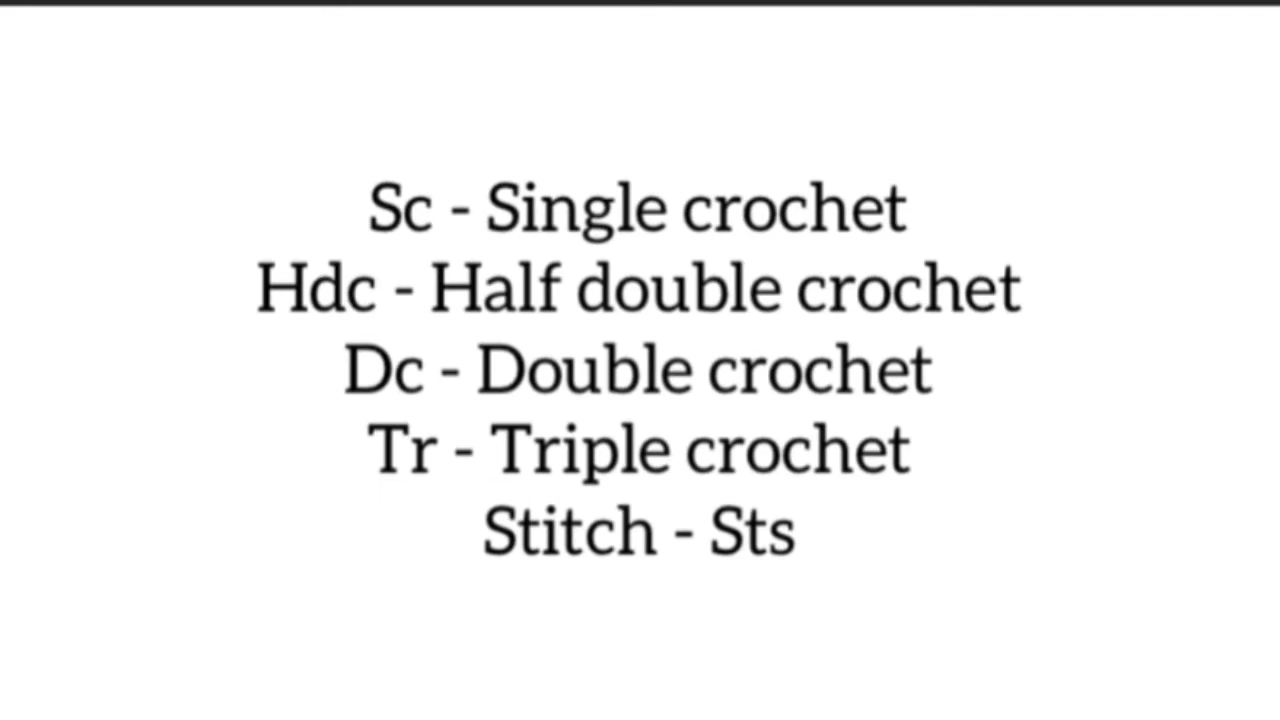 Sc - Single crochet
Hdc - Half double crochet
Dc - Double crochet
Tr - Triple crochet
Stitch - Sts